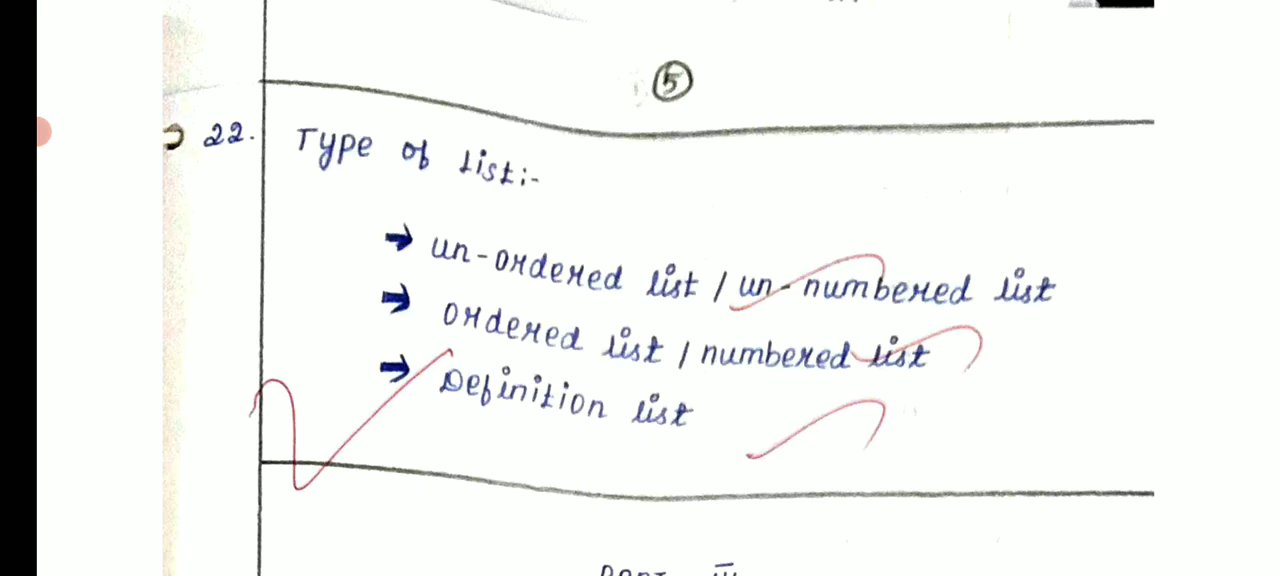 5
22. Type of list:-
→ un-ordered list / un-numbered list
→ ordered list / numbered list
→ Definition list